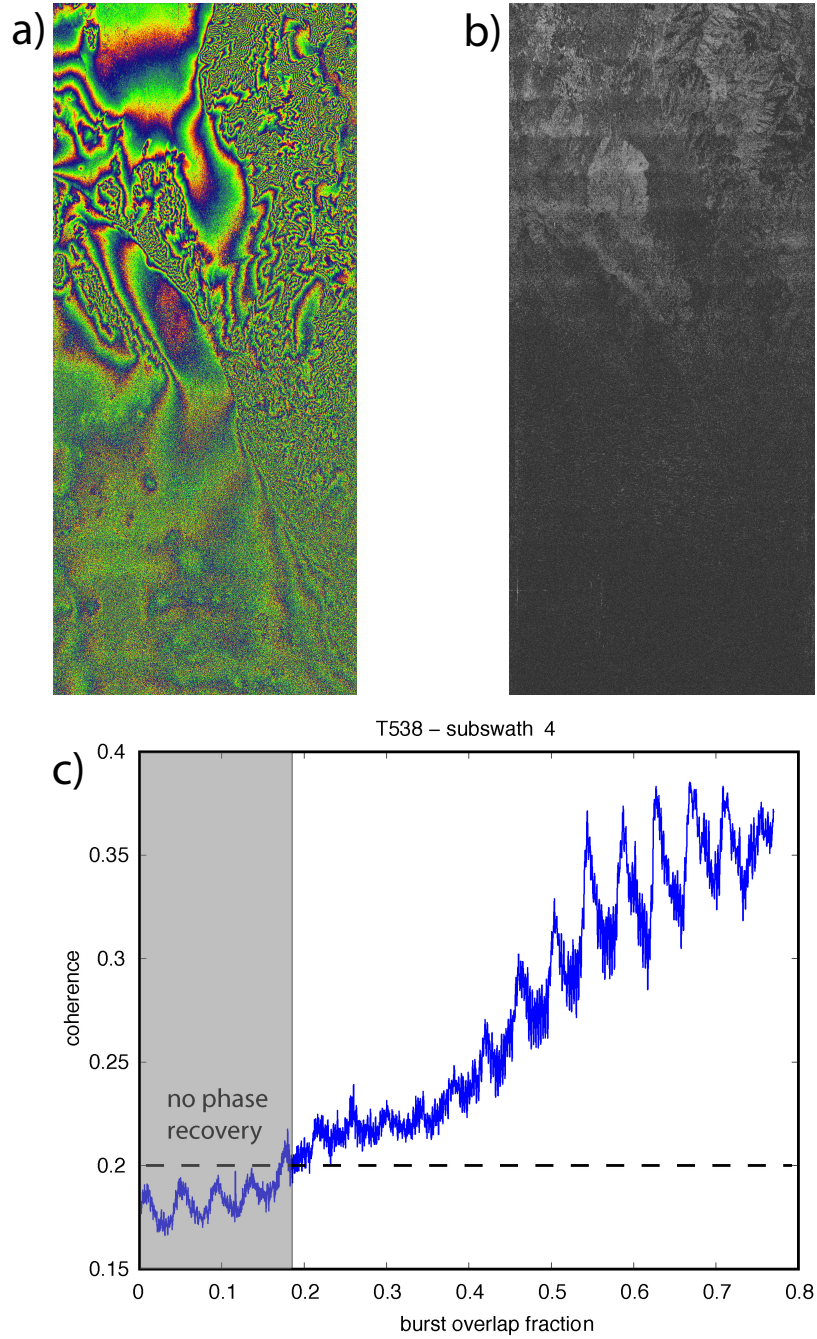 a)
b)
T538 – subswath 4
c)
0.4
0.35
0.3
0.25
0.2
0.15
coherence
no phase
recovery
0
0.1
0.2
0.3
0.4
0.5
0.6
0.7
0.8
burst overlap fraction